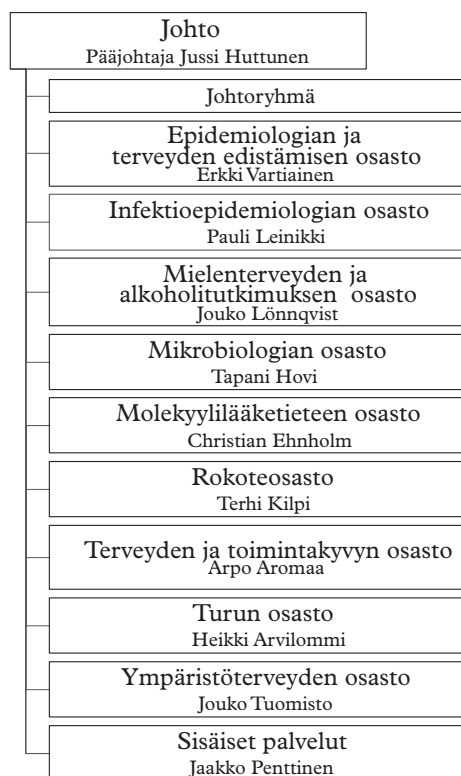 Johto
Pääjohtaja Jussi Huttunen
Johtoryhmä
Epidemiologian ja
terveyden edistämisen osasto
Erkki Vartiainen
Infektioepidemiologian osasto
Pauli Leinikki
Mielenterveyden ja
alkoholitutkimuksen osasto
Jouko Lönnqvist
Mikrobiologian osasto
Tapani Hovi
Molekyylilääketieteen osasto
Christian Ehnholm
Rokoteosasto
Terhi Kilpi
Terveyden ja toimintakyvyn osasto
Arpo Aromaa
Turun osasto
Heikki Arvilommi
Ympäristöterveyden osasto
Jouko Tuomisto
Sisäiset palvelut
Jaakko Penttinen